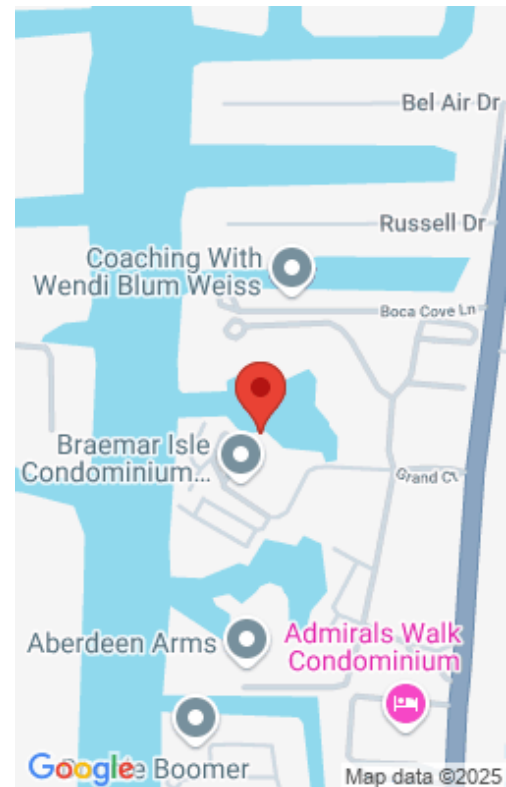 Bel Air Dr
Russell Dr
Coaching With
Wendi Blum Weiss
Boca Cove Ln
Braemar Isle
Condominium...
Grand Ct
Aberdeen Arms
Admirals Walk
Condominium
Boomer
Google
Map data ©2025